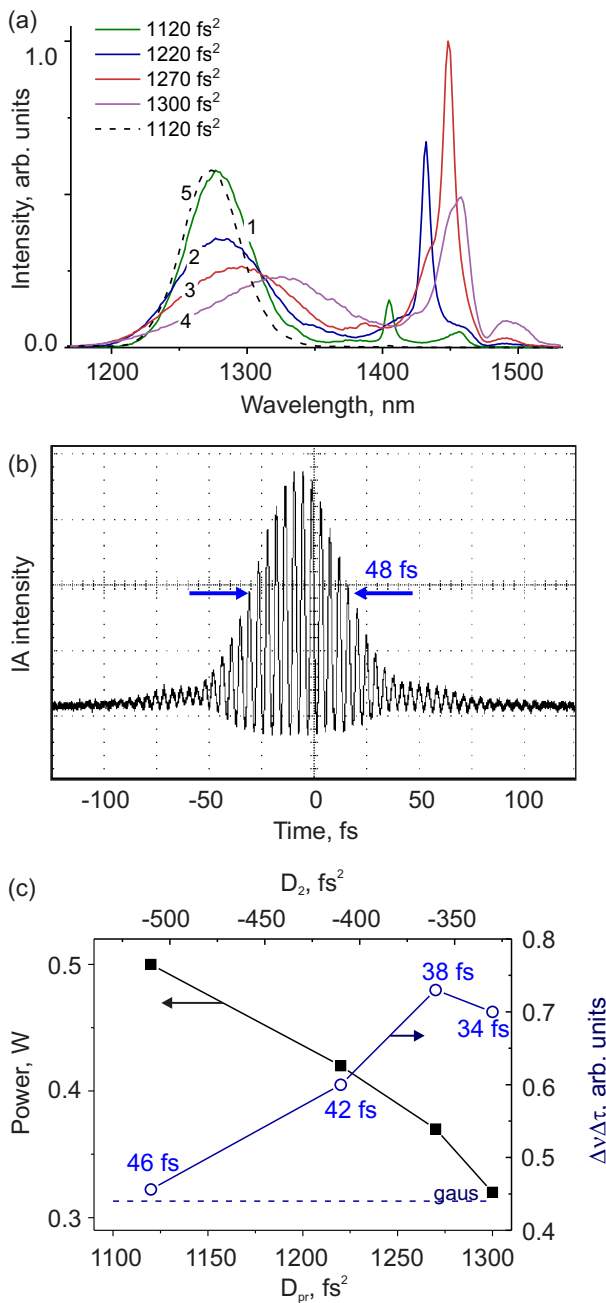 (a)
1120 fs²
1220 fs²
1270 fs²
1300 fs²
1120 fs²
1.0
0.0
Intensity, arb. units
5
1
2
3
4
1200 1300 1400 1500
Wavelength, nm
(b)
IA intensity
48 fs
-100 -50 0 50 100
Time, fs
(c)
D₂, fs²
-500 -450 -400 -350
0.5
0.4
0.3
Power, W
0.8
0.7
0.6
0.5
0.4
ΔνΔτ. arb. units
38 fs
34 fs
42 fs
46 fs
gaus
1100 1150 1200 1250 1300
Dₚᵣ, fs²